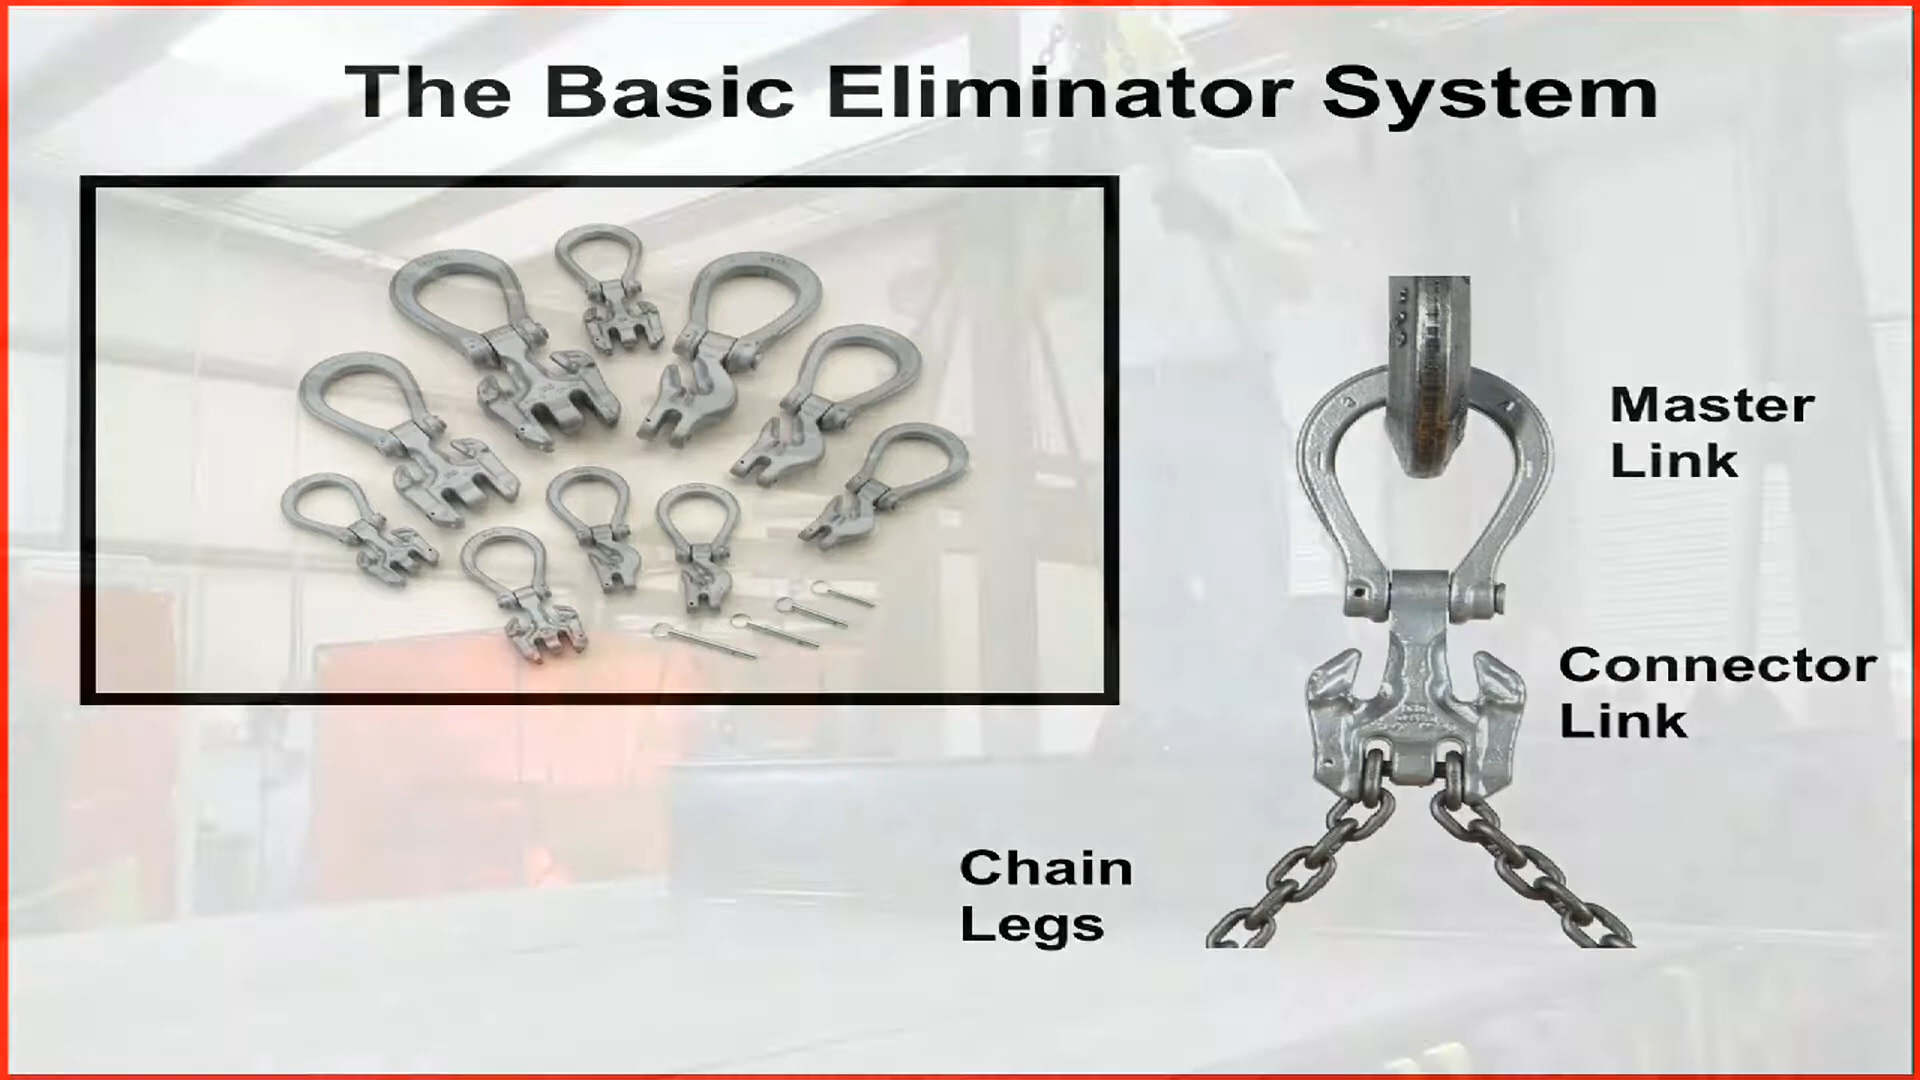 The Basic Eliminator System
Master
Link
Connector
Link
Chain
Legs